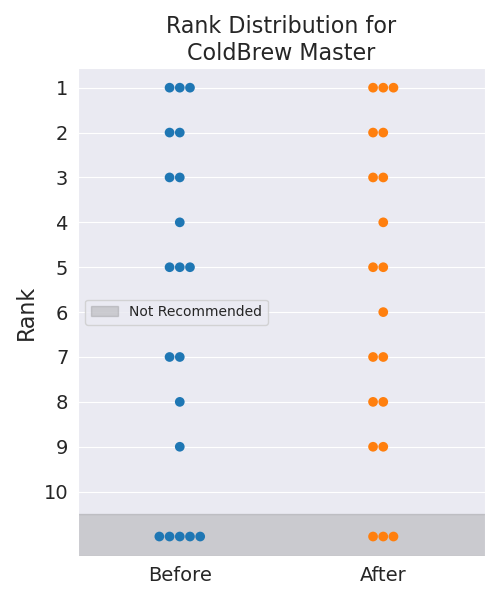 Rank Distribution for
ColdBrew Master
1
2
3
4
5
6
7
8
9
10
Rank
Not Recommended
Before
After